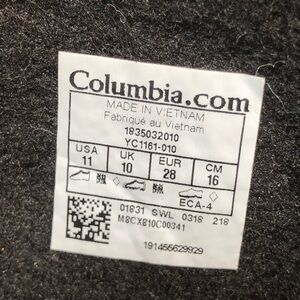 Columbia.com
MADE IN VIETNAM
Fabriqué au Vietnam
1835032010
YC1161-010
USA UK EUR CM
11 10 28 16
ECA-4
01831 SWL 0318 218
M8CXB10C00341
191455629929